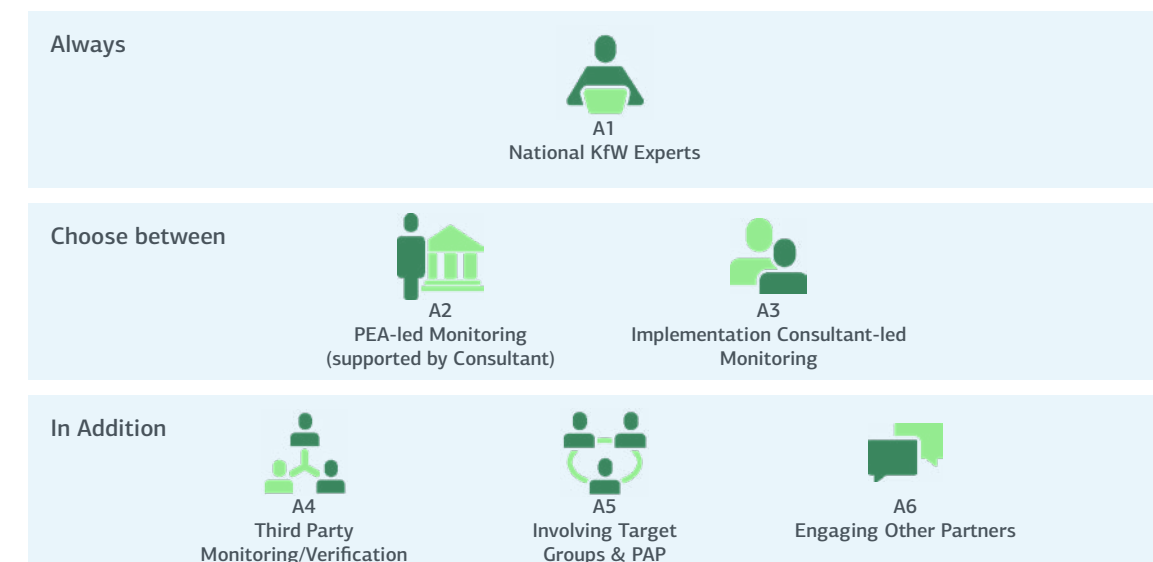 Always
A1
National KfW Experts
Choose between
A2
PEA-led Monitoring
(supported by Consultant)
A3
Implementation Consultant-led
Monitoring
In Addition
A4
Third Party
Monitoring/Verification
A5
Involving Target
Groups & PAP
A6
Engaging Other Partners